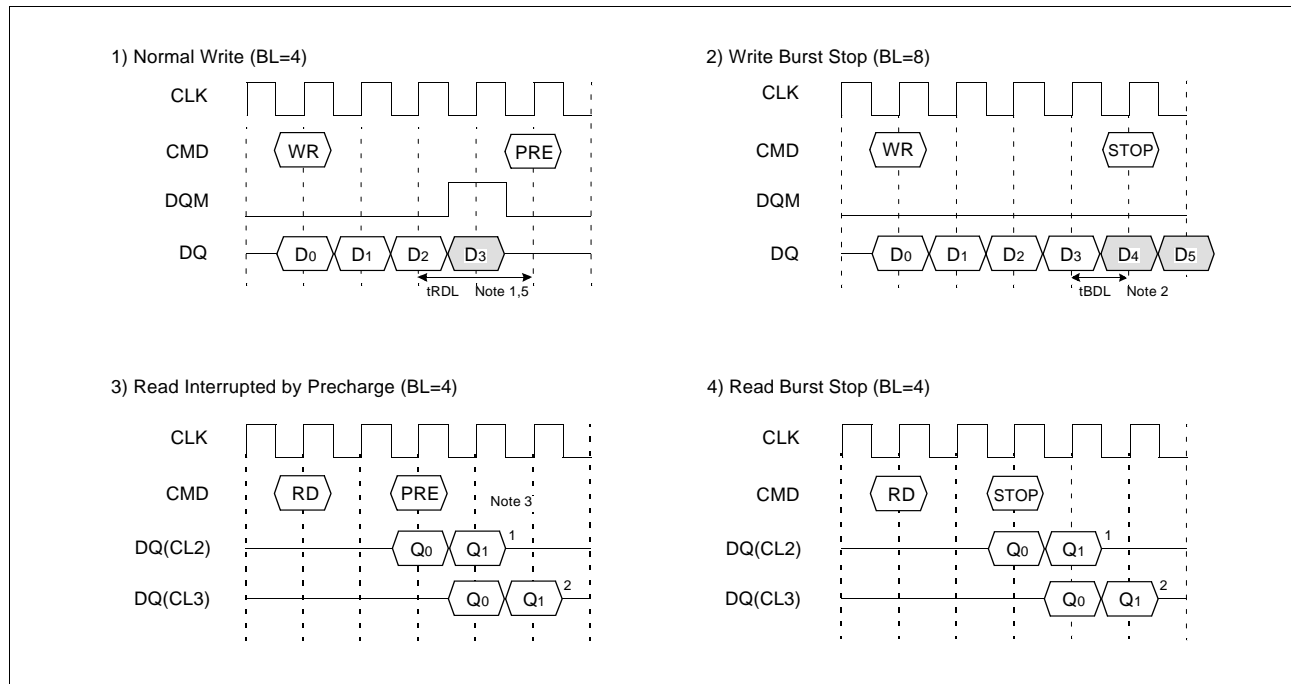 1) Normal Write (BL=4)
CLK
CMD WR PRE
DQM
DQ D0 D1 D2 D3
tRDL Note 1,5
2) Write Burst Stop (BL=8)
CLK
CMD WR STOP
DQM
DQ D0 D1 D2 D3 D4 D5
tBDL Note 2
3) Read Interrupted by Precharge (BL=4)
CLK
CMD RD PRE Note 3
DQ(CL2) Q0 Q1 1
DQ(CL3) Q0 Q1 2
4) Read Burst Stop (BL=4)
CLK
CMD RD STOP
DQ(CL2) Q0 Q1 1
DQ(CL3) Q0 Q1 2